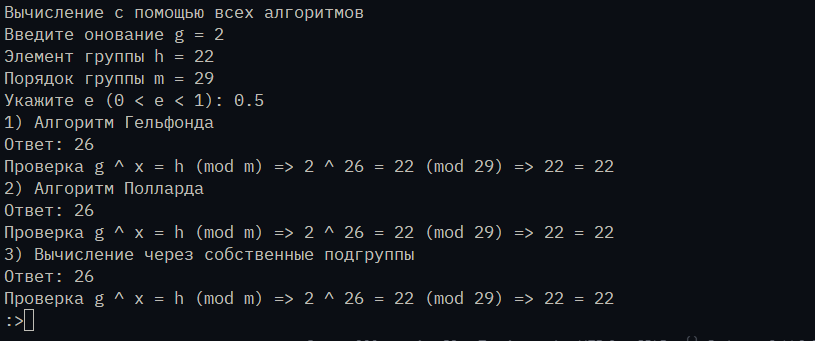 Вычисление с помощью всех алгоритмов
Введите онование g = 2
Элемент группы h = 22
Порядок группы m = 29
Укажите e (0 < e < 1): 0.5
1) Алгоритм Гельфонда
Ответ: 26
Проверка g ^ x = h (mod m) => 2 ^ 26 = 22 (mod 29) => 22 = 22
2) Алгоритм Полларда
Ответ: 26
Проверка g ^ x = h (mod m) => 2 ^ 26 = 22 (mod 29) => 22 = 22
3) Вычисление через собственные подгруппы
Ответ: 26
Проверка g ^ x = h (mod m) => 2 ^ 26 = 22 (mod 29) => 22 = 22
:>